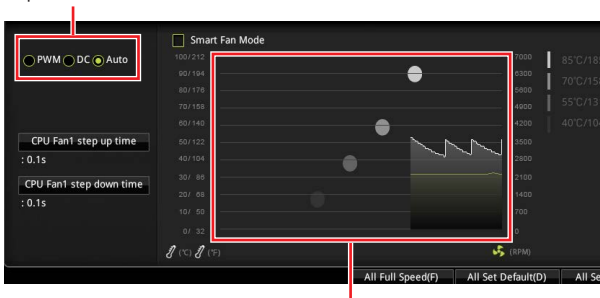 PWM DC Auto
CPU Fan1 step up time
: 0.1s
CPU Fan1 step down time
: 0.1s
Smart Fan Mode
100/212 7000
90/194 6300
80/176 5600
70/158 4900
60/140 4200
50/122 3500
40/104 2800
30/ 86 2100
20/ 68 1400
10/ 50 700
0/ 32 0
(℃) (℉) (RPM)
85℃/18
70℃/15
55℃/13
40℃/10
All Full Speed(F) All Set Default(D) All Se